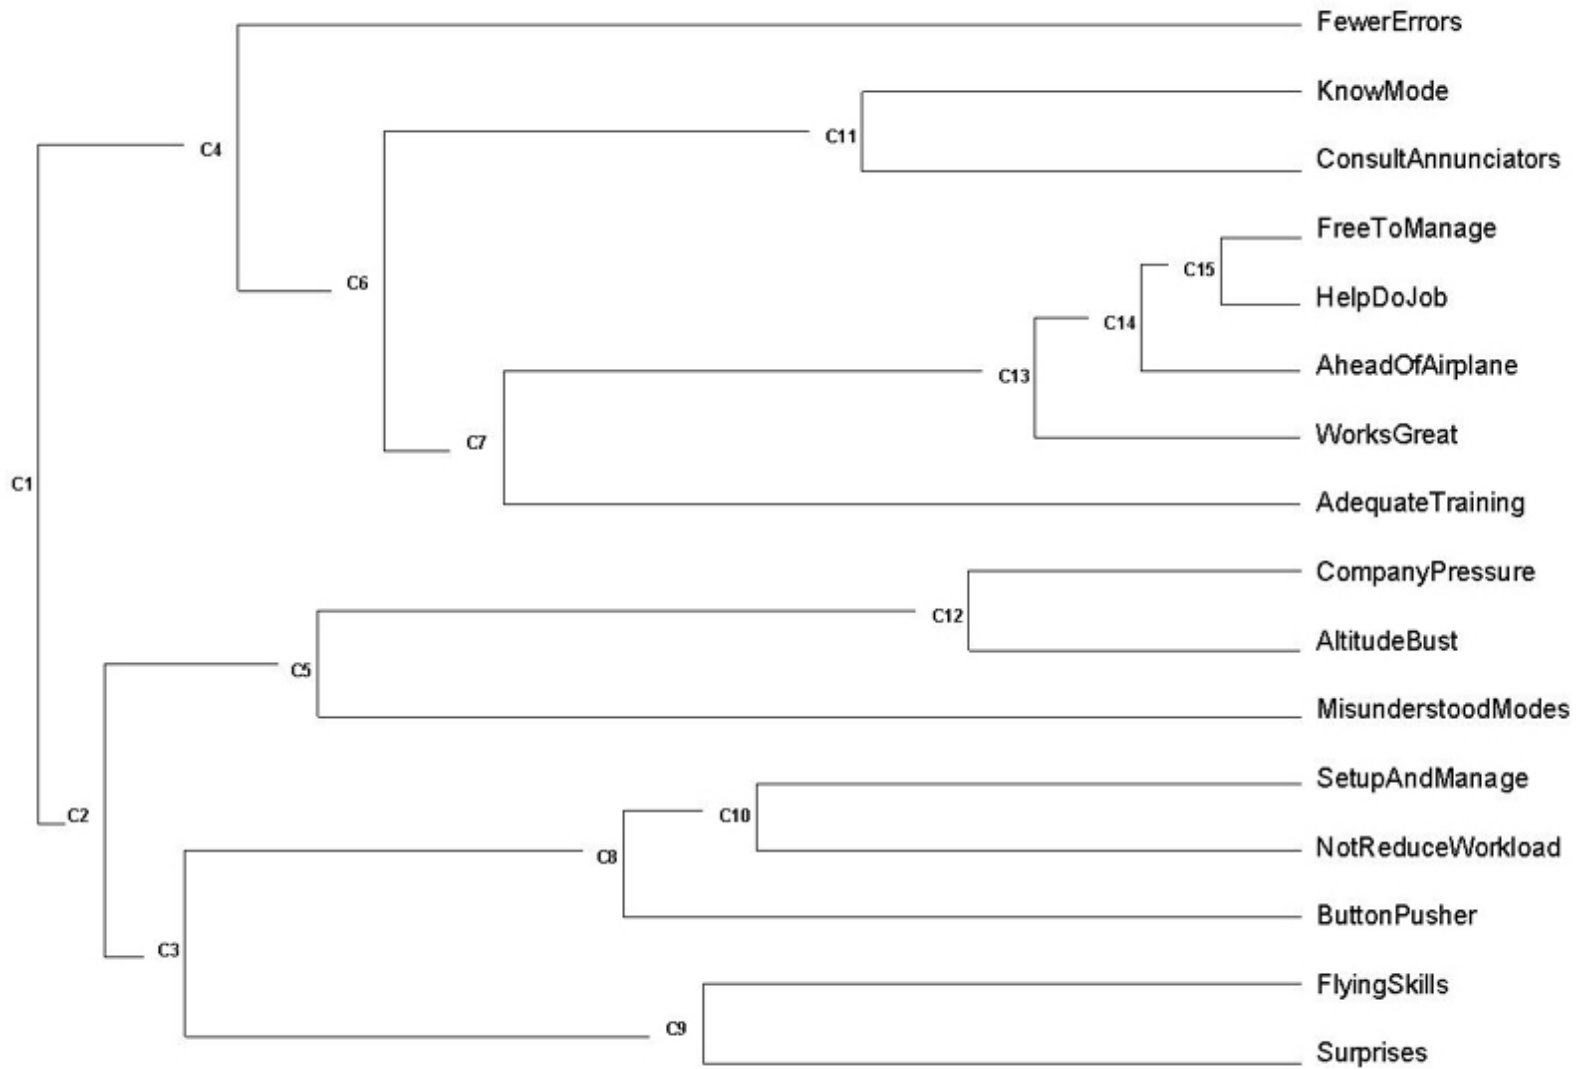 FewerErrors
KnowMode
C11
C4
ConsultAnnunciators
FreeToManage
C15
C6
HelpDoJob
C14
AheadOfAirplane
C13
WorksGreat
C7
C1
AdequateTraining
CompanyPressure
C12
AltitudeBust
C5
MisunderstoodModes
SetupAndManage
C2
C10
NotReduceWorkload
C8
ButtonPusher
C3
FlyingSkills
C9
Surprises